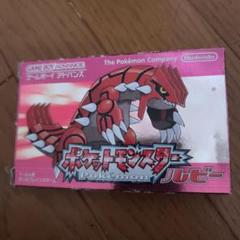 GAME BOY ADVANCE
ゲームボーイ アドバンス
The Pokémon Company
Nintendo
ポケットモンスター
Pokémon
ルビー